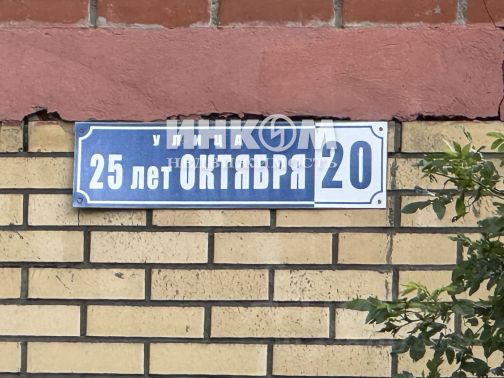 ИНКОМ
недвижимость
УЛИЦА
25 лет ОКТЯБРЯ 20